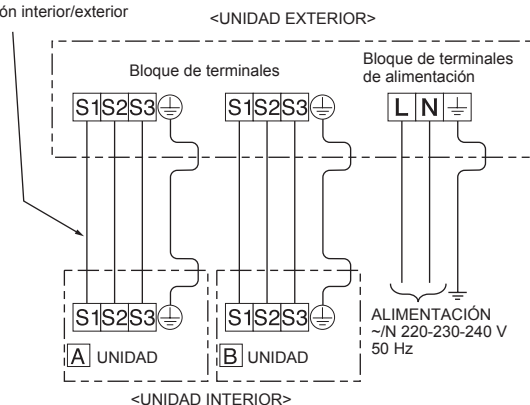 ón interior/exterior
<UNIDAD EXTERIOR>
Bloque de terminales
Bloque de terminales
de alimentación
S1 S2 S3
S1 S2 S3
L N
S1 S2 S3
S1 S2 S3
A UNIDAD
B UNIDAD
ALIMENTACIÓN
~/N 220-230-240 V
50 Hz
<UNIDAD INTERIOR>